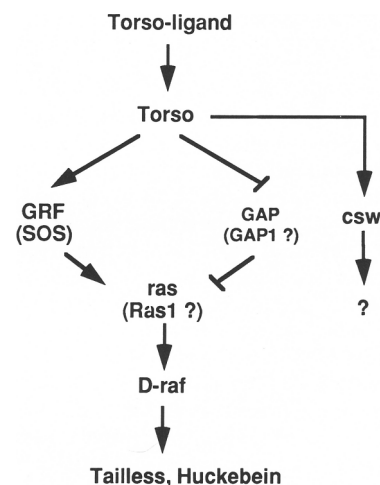 Torso-ligand
Torso
GRF
(SOS)
GAP
(GAP1 ?)
csw
ras
(Ras1 ?)
?
D-raf
Tailless, Huckebein